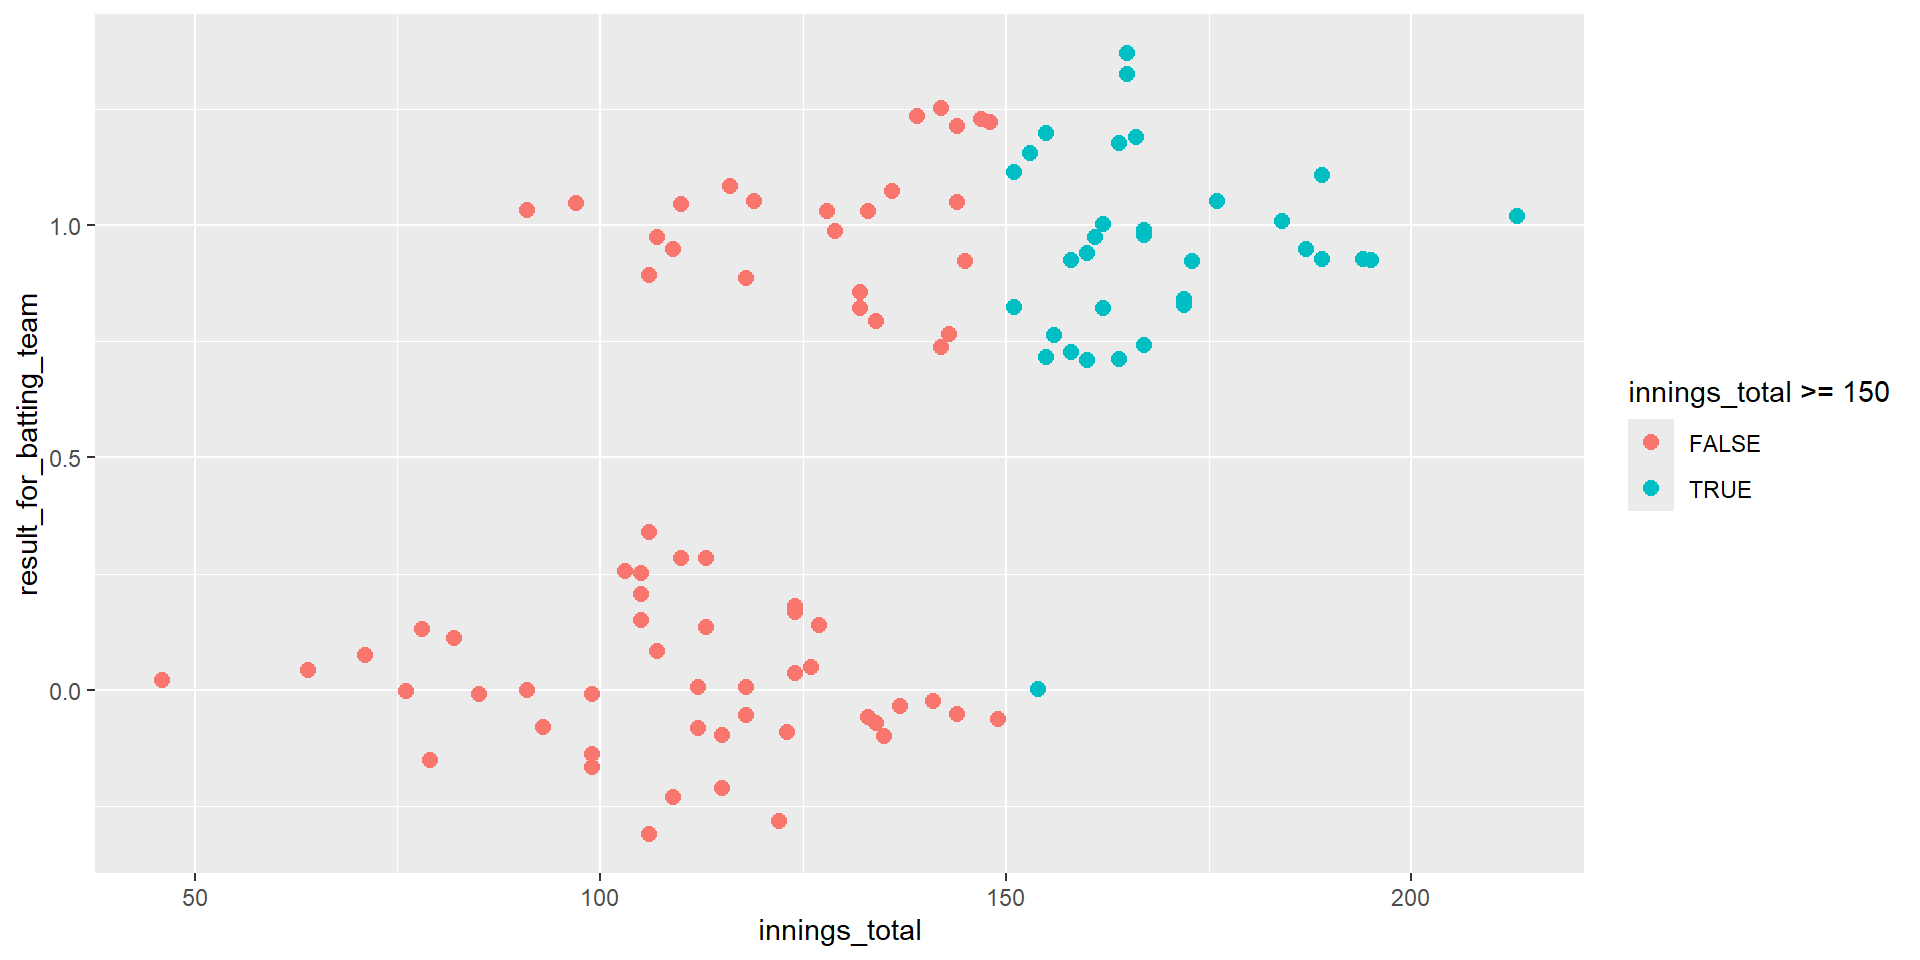 result_for_batting_team
1.0
0.5
0.0
50
100
150
200
innings_total
innings_total >= 150
FALSE
TRUE